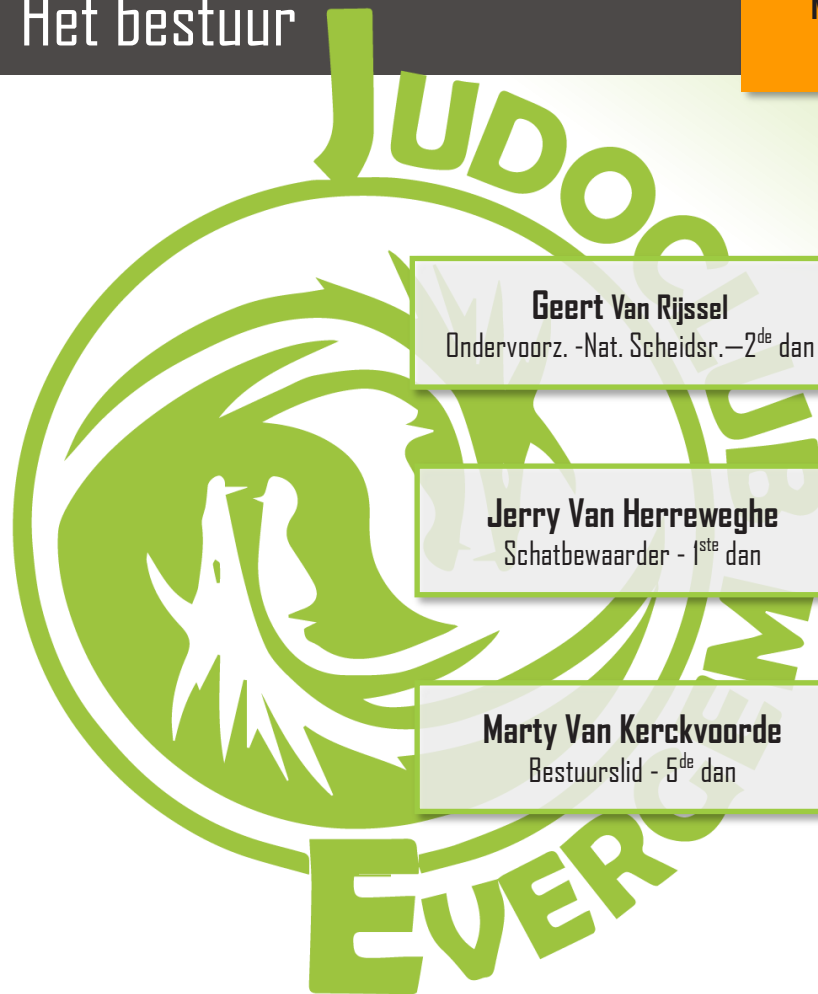 Het bestuur
JUDOCLUB
Geert Van Rijssel
Ondervoorz. -Nat. Scheidsr.—2de dan
Jerry Van Herreweghe
Schatbewaarder - 1ste dan
Marty Van Kerckvoorde
Bestuurslid - 5de dan
EVERGEM